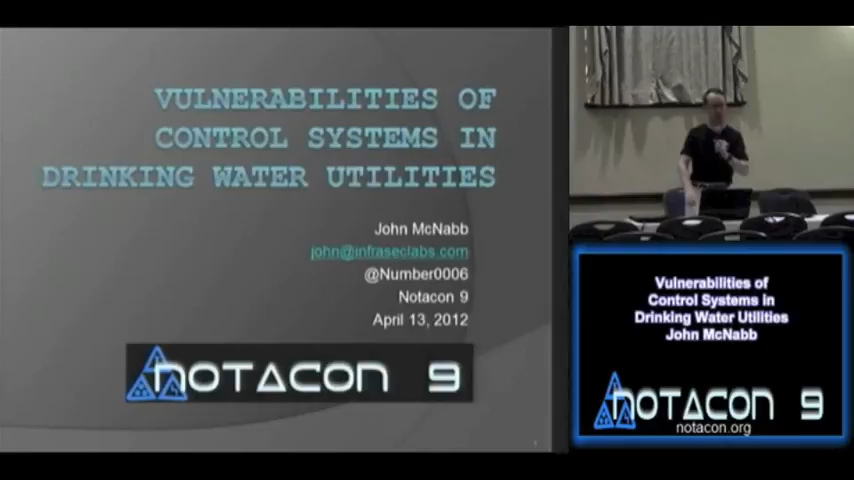 VULNERABILITIES OF
CONTROL SYSTEMS IN
DRINKING WATER UTILITIES
John McNabb
john@infraseclabs.com
@Number0006
Notacon 9
April 13, 2012
NOTACON 9
Vulnerabilities of
Control Systems in
Drinking Water Utilities
John McNabb
NOTACON 9
notacon.org